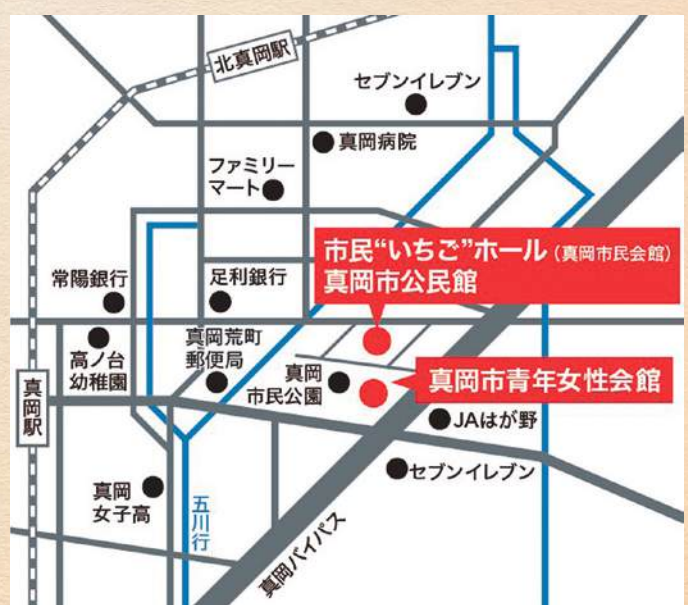 北真岡駅
セブンイレブン
真岡病院
ファミリー
マート
市民“いちご”ホール（真岡市民会館）
真岡市公民館
常陽銀行
足利銀行
高ノ台
幼稚園
真岡荒町
郵便局
真岡
市民公園
真岡市青年女性会館
真岡駅
JAはが野
セブンイレブン
真岡
女子高
五川行
真岡バイパス